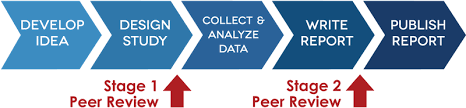 DEVELOP
IDEA
DESIGN
STUDY
COLLECT &
ANALYZE
DATA
WRITE
REPORT
PUBLISH
REPORT
Stage 1
Peer Review
Stage 2
Peer Review